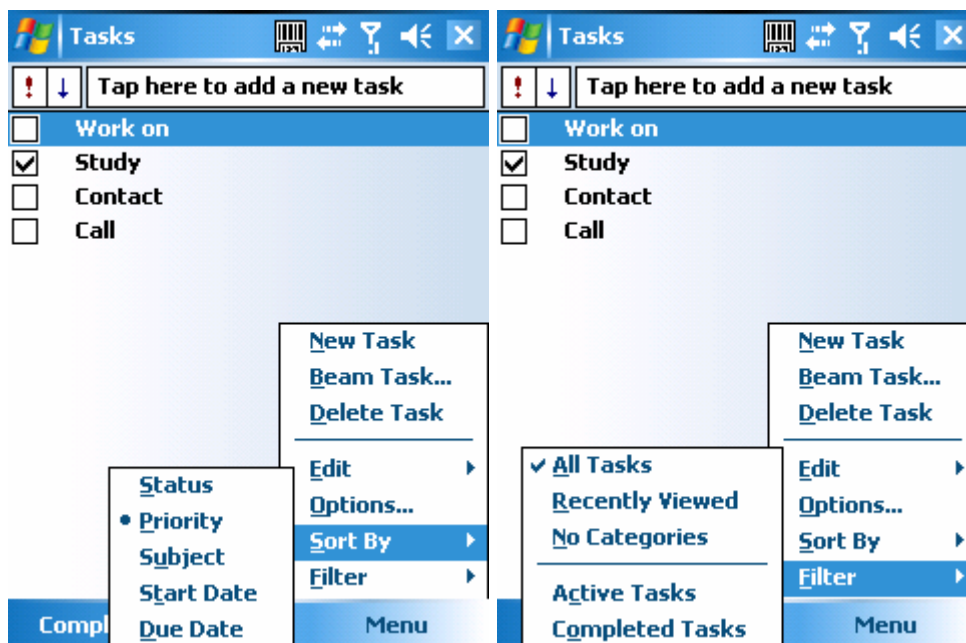 Tasks
! ↓ Tap here to add a new task
Work on
Study
Contact
Call
New Task
Beam Task...
Delete Task
Edit
Options...
Sort By
Filter
Status
Priority
Subject
Start Date
Due Date
Compl
Menu
Tasks
! ↓ Tap here to add a new task
Work on
Study
Contact
Call
New Task
Beam Task...
Delete Task
Edit
Options...
Sort By
Filter
All Tasks
Recently Viewed
No Categories
Active Tasks
Completed Tasks
Menu